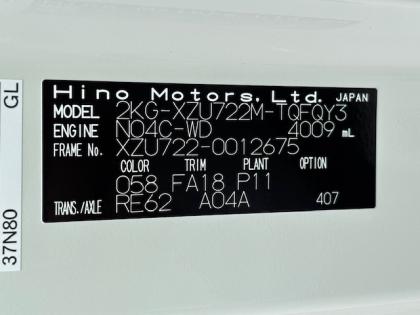 Hino Motors, Ltd. JAPAN
MODEL 2KG-XZU722M-TQFQY3
ENGINE N04C-WD 4009 mL
FRAME No. XZU722-0012675
COLOR TRIM PLANT OPTION
058 FA18 P11
TRANS./AXLE RE62 A04A 407
GL
37N80